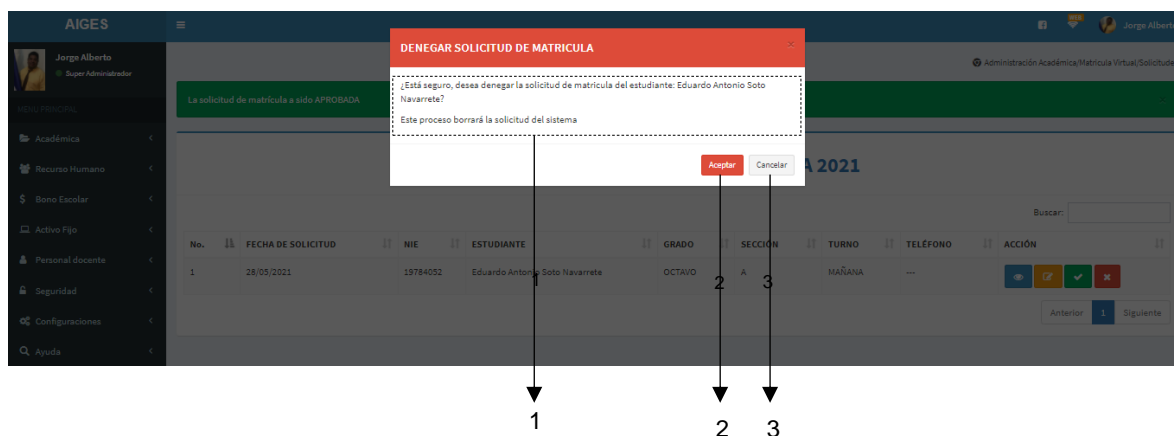 AIGES
WEB
Jorge Alberto
Jorge Alberto
Super Administrador
DENEGAR SOLICITUD DE MATRICULA
×
Administración Académica/Matricula Virtual/Solicitude
¿Está seguro, desea denegar la solicitud de matricula del estudiante: Eduardo Antonio Soto
Navarrete?
Este proceso borrará la solicitud del sistema
La solicitud de matrícula a sido APROBADA
MENU PRINCIPAL
Académica
Recurso Humano
Bono Escolar
Activo Fijo
Personal docente
Seguridad
Configuraciones
Ayuda
Aceptar
Cancelar
A 2021
Buscar:
No. FECHA DE SOLICITUD NIE ESTUDIANTE GRADO SECCIÓN TURNO TELÉFONO ACCIÓN
1 28/05/2021 19784052 Eduardo Antonio Soto Navarrete OCTAVO A MAÑANA ---
1 2 3
Anterior 1 Siguiente
1 2 3